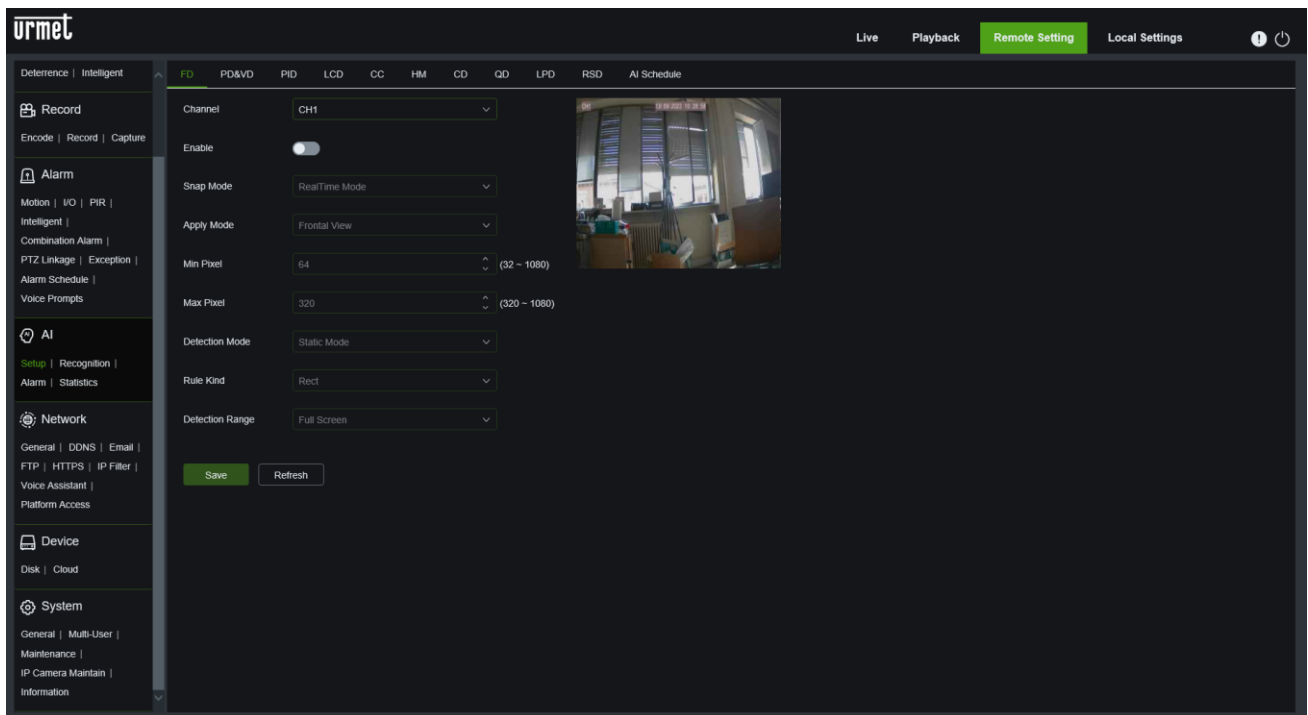 urmet
Live Playback Remote Setting Local Settings
Deterrence | Intelligent
Record
Encode | Record | Capture
Alarm
Motion | I/O | PIR |
Intelligent |
Combination Alarm |
PTZ Linkage | Exception |
Alarm Schedule |
Voice Prompts
AI
Setup | Recognition |
Alarm | Statistics
Network
General | DDNS | Email |
FTP | HTTPS | IP Filter |
Voice Assistant |
Platform Access
Device
Disk | Cloud
System
General | Multi-User |
Maintenance |
IP Camera Maintain |
Information
FD PD&VD PID LCD CC HM CD QD LPD RSD AI Schedule
Channel CH1
Enable
Snap Mode RealTime Mode
Apply Mode Frontal View
Min Pixel 64 (32 ~ 1080)
Max Pixel 320 (320 ~ 1080)
Detection Mode Static Mode
Rule Kind Rect
Detection Range Full Screen
Save Refresh